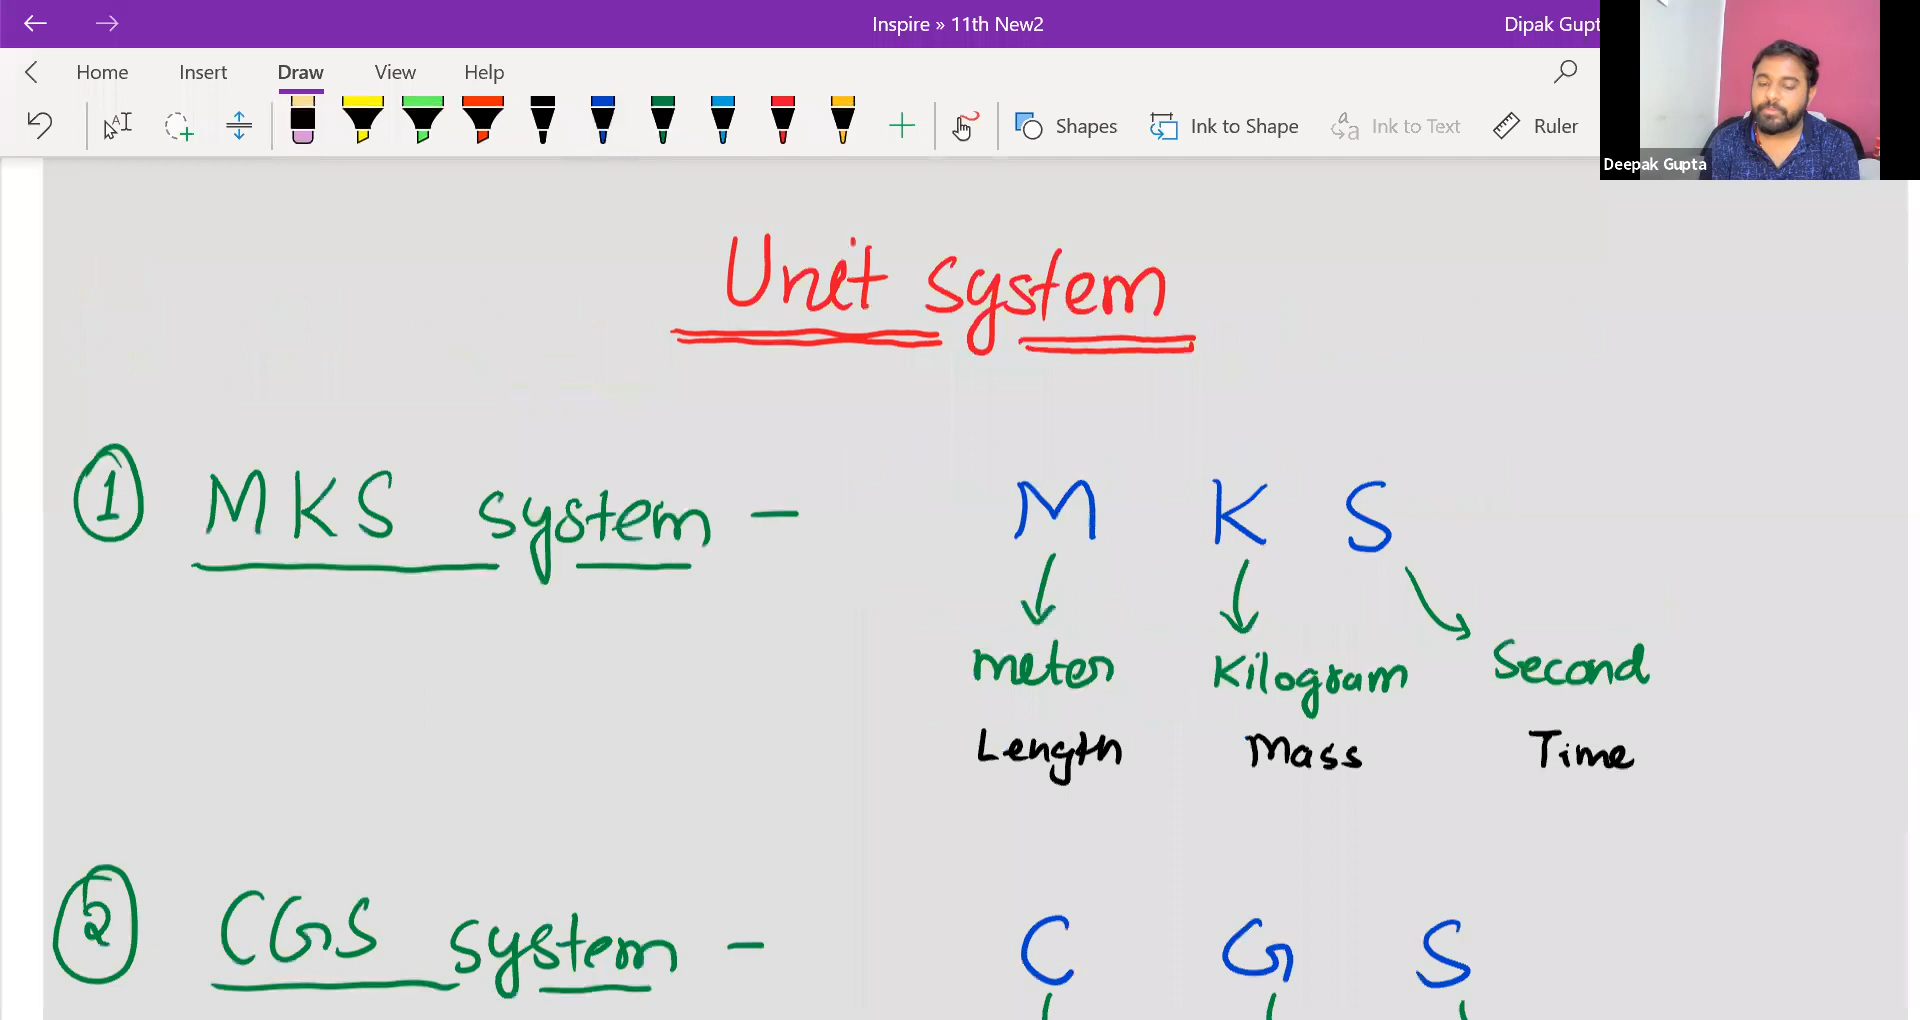 Inspire » 11th New2
Dipak Gupt
Home Insert Draw View Help
Shapes Ink to Shape Ink to Text Ruler
Deepak Gupta
Unit system
1 MKS system - M K S
meter Kilogram Second
Length Mass Time
2 CGS system - C G S